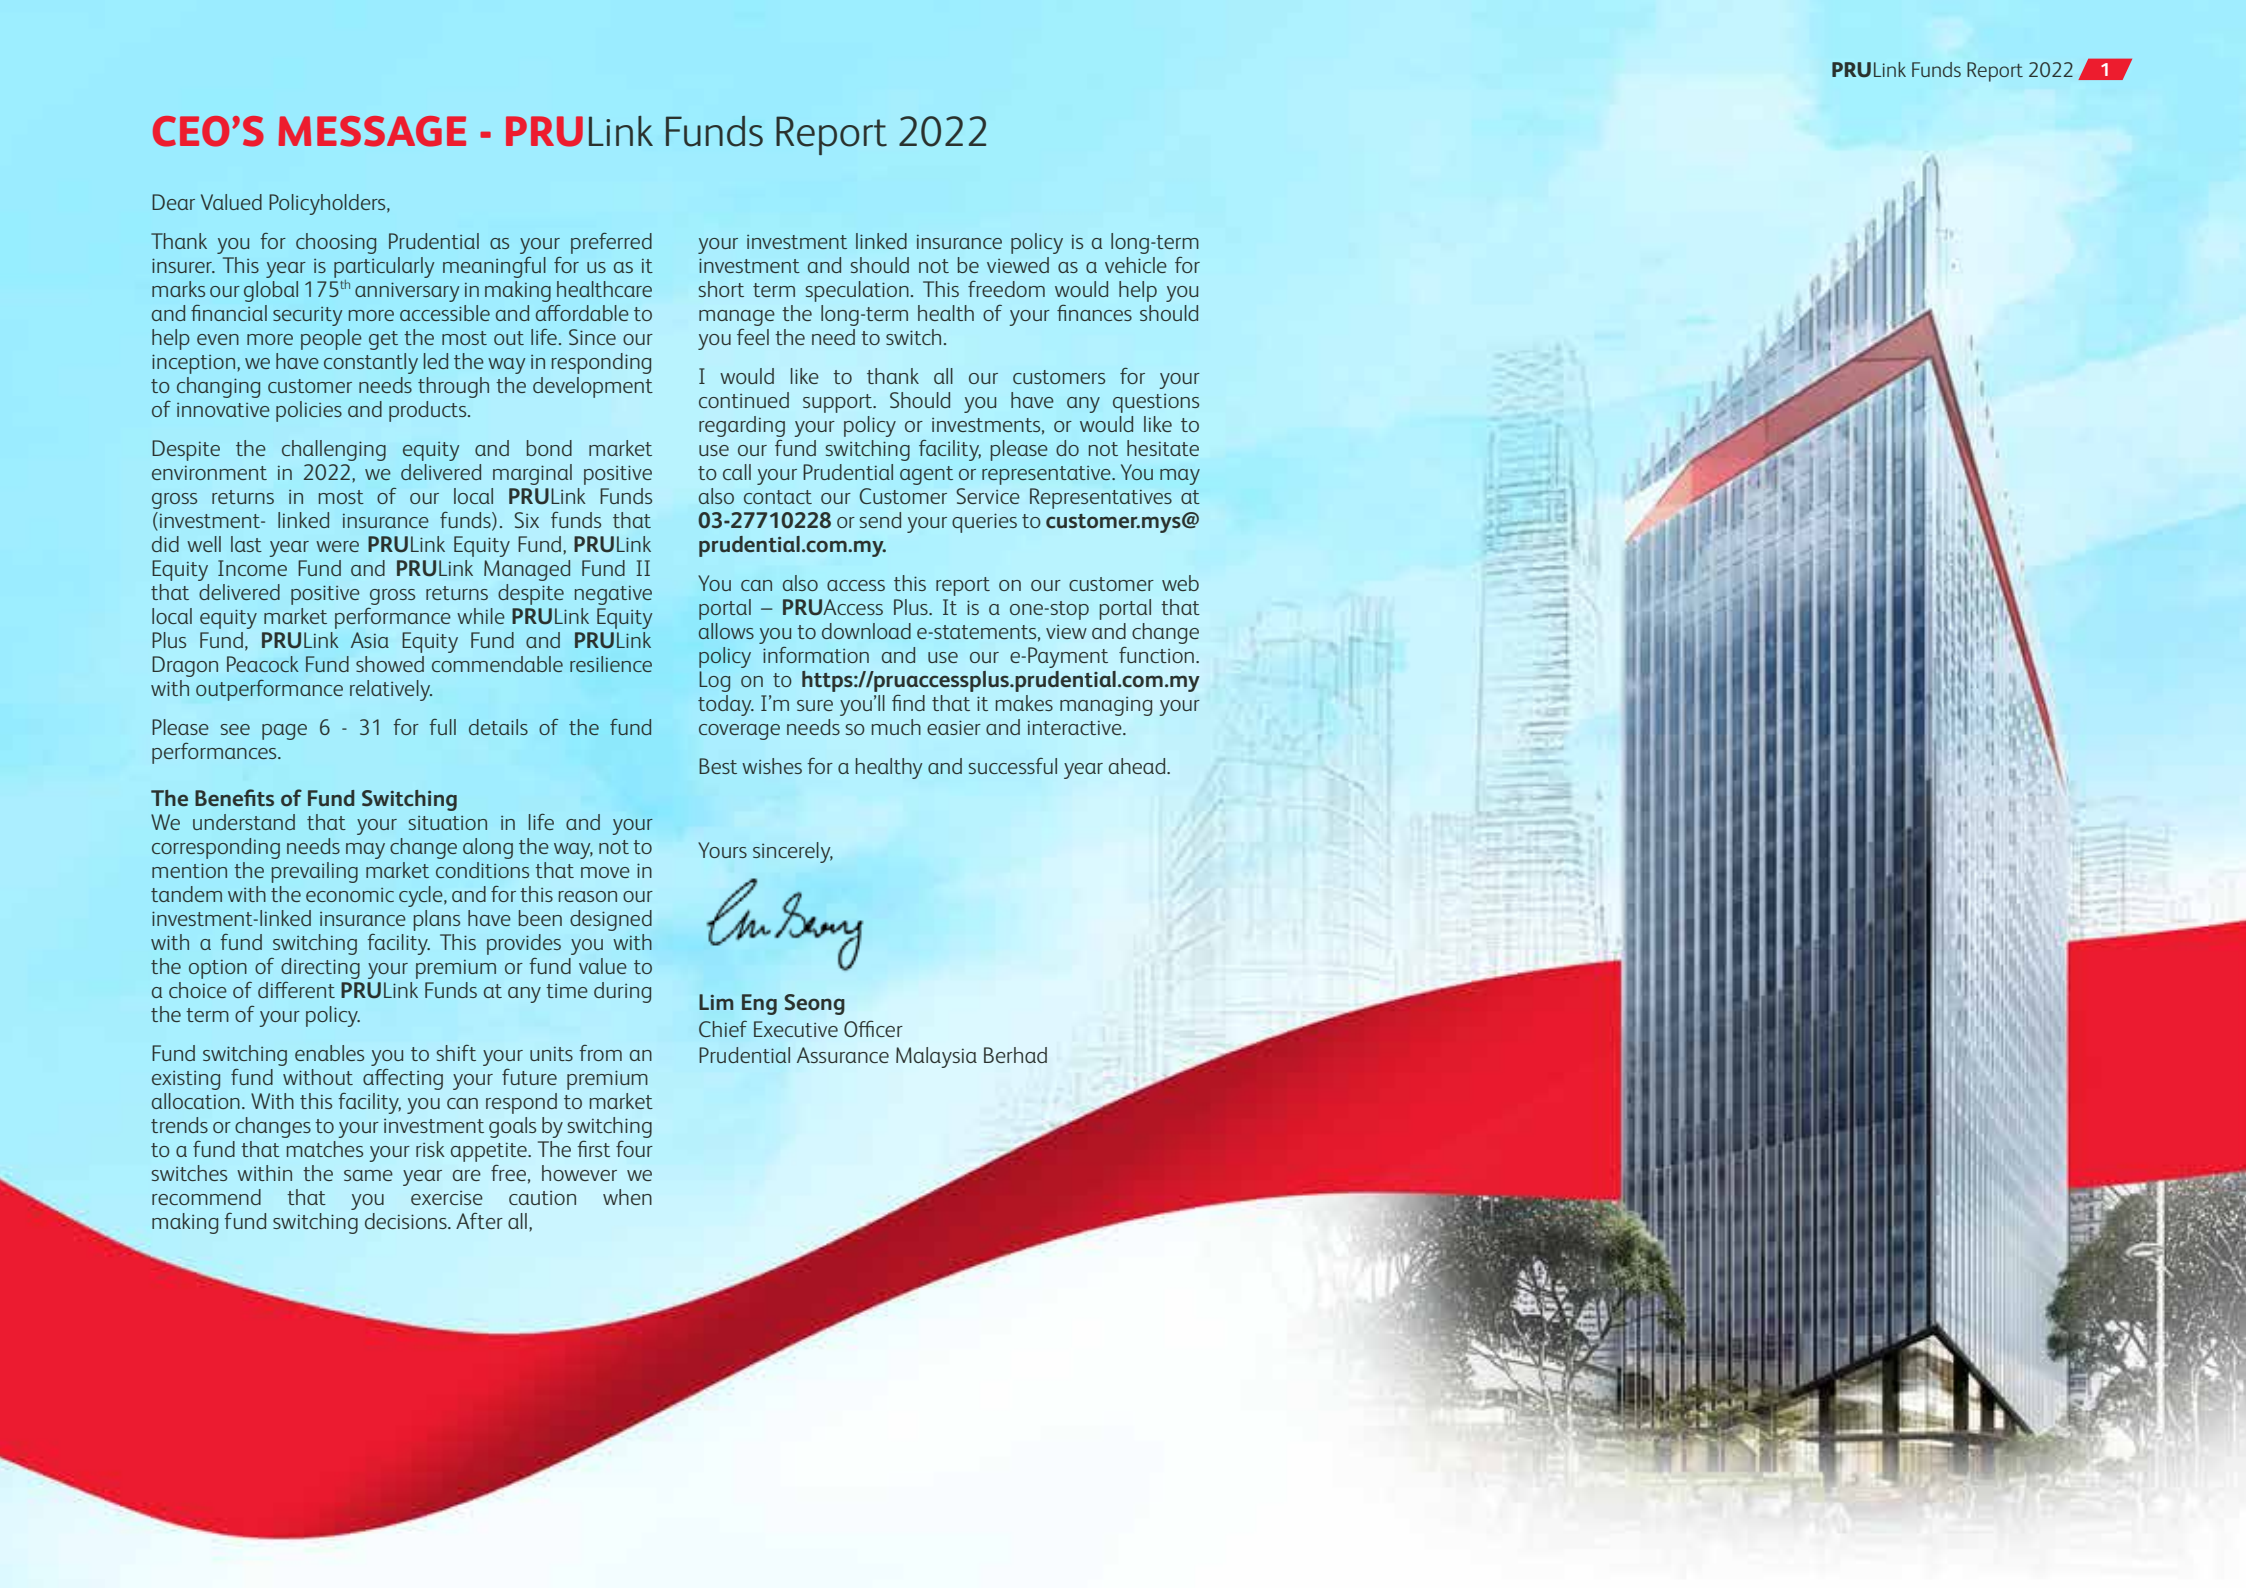 PRULink Funds Report 2022 1
CEO'S MESSAGE - PRULink Funds Report 2022
Dear Valued Policyholders,
Thank you for choosing Prudential as your preferred
insurer. This year is particularly meaningful for us as it
marks our global 175th anniversary in making healthcare
and financial security more accessible and affordable to
help even more people get the most out life. Since our
inception, we have constantly led the way in responding
to changing customer needs through the development
of innovative policies and products.
Despite the challenging equity and bond market
environment in 2022, we delivered marginal positive
gross returns in most of our local PRULink Funds
(investment- linked insurance funds). Six funds that
did well last year were PRULink Equity Fund, PRULink
Equity Income Fund and PRULink Managed Fund II
that delivered positive gross returns despite negative
local equity market performance while PRULink Equity
Plus Fund, PRULink Asia Equity Fund and PRULink
Dragon Peacock Fund showed commendable resilience
with outperformance relatively.
Please see page 6 - 31 for full details of the fund
performances.
The Benefits of Fund Switching
We understand that your situation in life and your
corresponding needs may change along the way, not to
mention the prevailing market conditions that move in
tandem with the economic cycle, and for this reason our
investment-linked insurance plans have been designed
with a fund switching facility. This provides you with
the option of directing your premium or fund value to
a choice of different PRULink Funds at any time during
the term of your policy.
Fund switching enables you to shift your units from an
existing fund without affecting your future premium
allocation. With this facility, you can respond to market
trends or changes to your investment goals by switching
to a fund that matches your risk appetite. The first four
switches within the same year are free, however we
recommend that you exercise caution when
making fund switching decisions. After all,
your investment linked insurance policy is a long-term
investment and should not be viewed as a vehicle for
short term speculation. This freedom would help you
manage the long-term health of your finances should
you feel the need to switch.
I would like to thank all our customers for your
continued support. Should you have any questions
regarding your policy or investments, or would like to
use our fund switching facility, please do not hesitate
to call your Prudential agent or representative. You may
also contact our Customer Service Representatives at
03-27710228 or send your queries to customer.mys@
prudential.com.my.
You can also access this report on our customer web
portal – PRUAccess Plus. It is a one-stop portal that
allows you to download e-statements, view and change
policy information and use our e-Payment function.
Log on to https://pruaccessplus.prudential.com.my
today. I'm sure you'll find that it makes managing your
coverage needs so much easier and interactive.
Best wishes for a healthy and successful year ahead.
Yours sincerely,
Lim Eng Seong
Chief Executive Officer
Prudential Assurance Malaysia Berhad